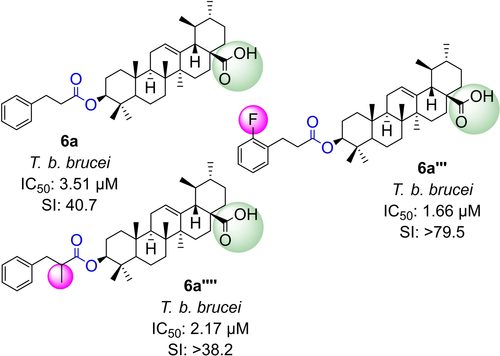 OH
O
H
H
O
O
6a
T. b. brucei
IC50: 3.51 µM
SI: 40.7
F
OH
O
H
H
O
O
6a'''
T. b. brucei
IC50: 1.66 µM
SI: >79.5
OH
O
H
H
O
O
6a''''
T. b. brucei
IC50: 2.17 µM
SI: >38.2